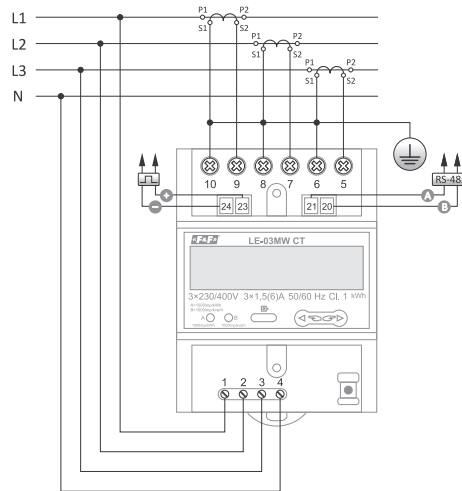 L1 P1 P2
S1 S2
L2 P1 P2
S1 S2
L3 P1 P2
S1 S2
N
10 9 8 7 6 5
+ A RS-48
− 24 23 21 20 B
F&F LE-03MW CT
3×230/400V 3×1,5(6)A 50/60 Hz Cl. 1 kWh
A B
1 2 3 4